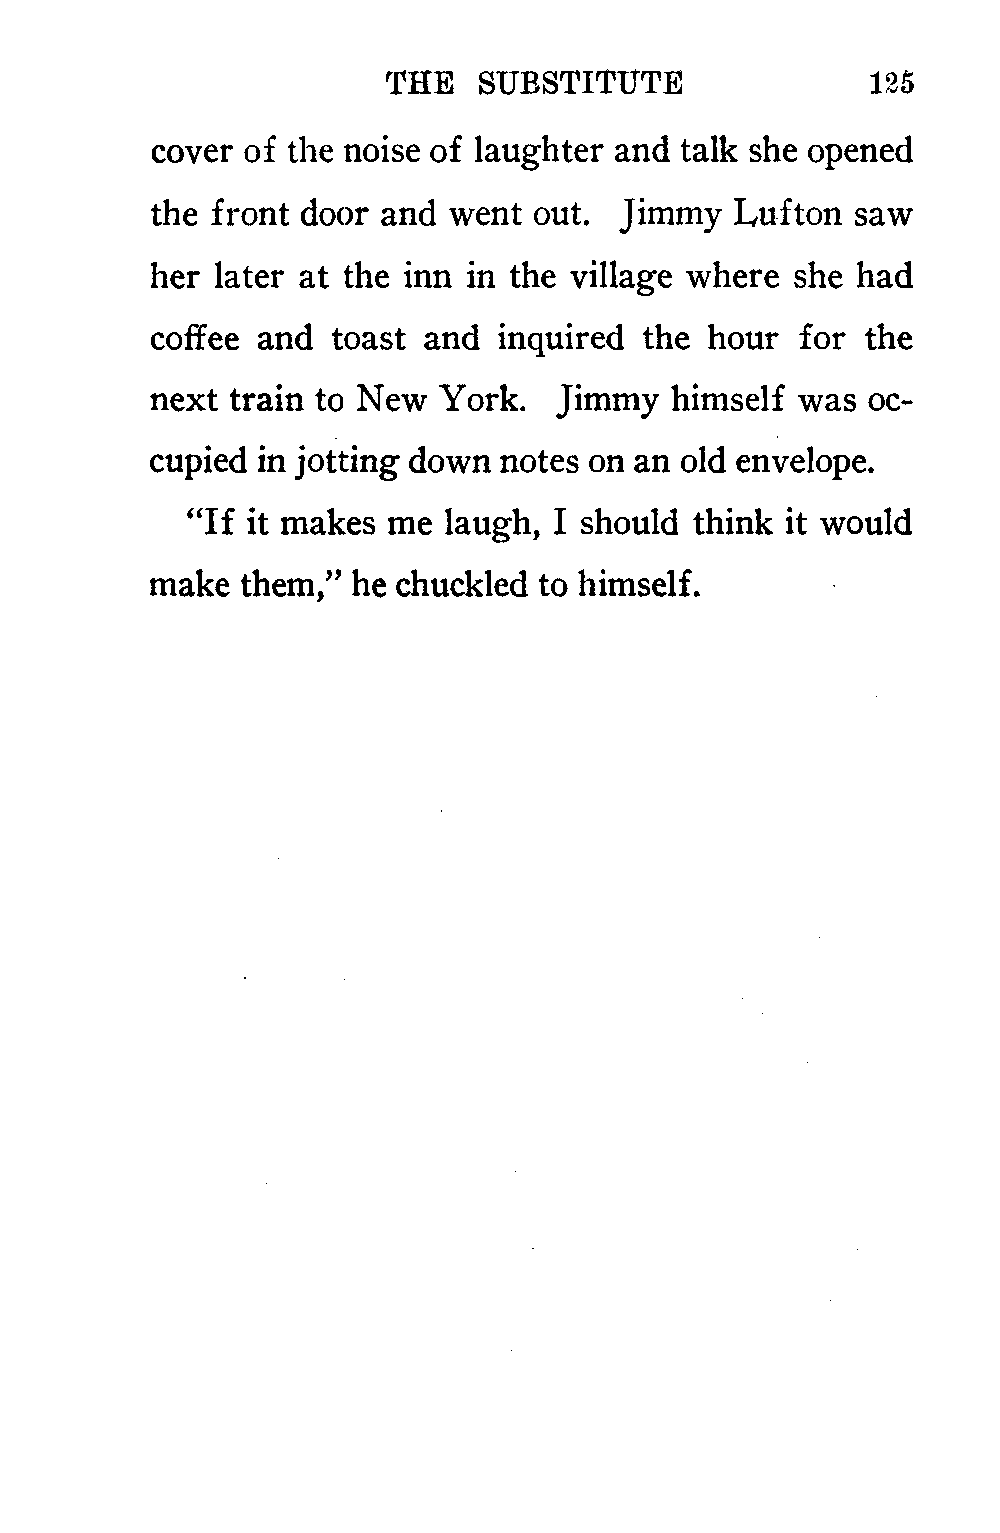 THE SUBSTITUTE 125
cover of the noise of laughter and talk she opened
the front door and went out. Jimmy Lufton saw
her later at the inn in the village where she had
coffee and toast and inquired the hour for the
next train to New York. Jimmy himself was oc-
cupied in jotting down notes on an old envelope.
“If it makes me laugh, I should think it would
make them,” he chuckled to himself.